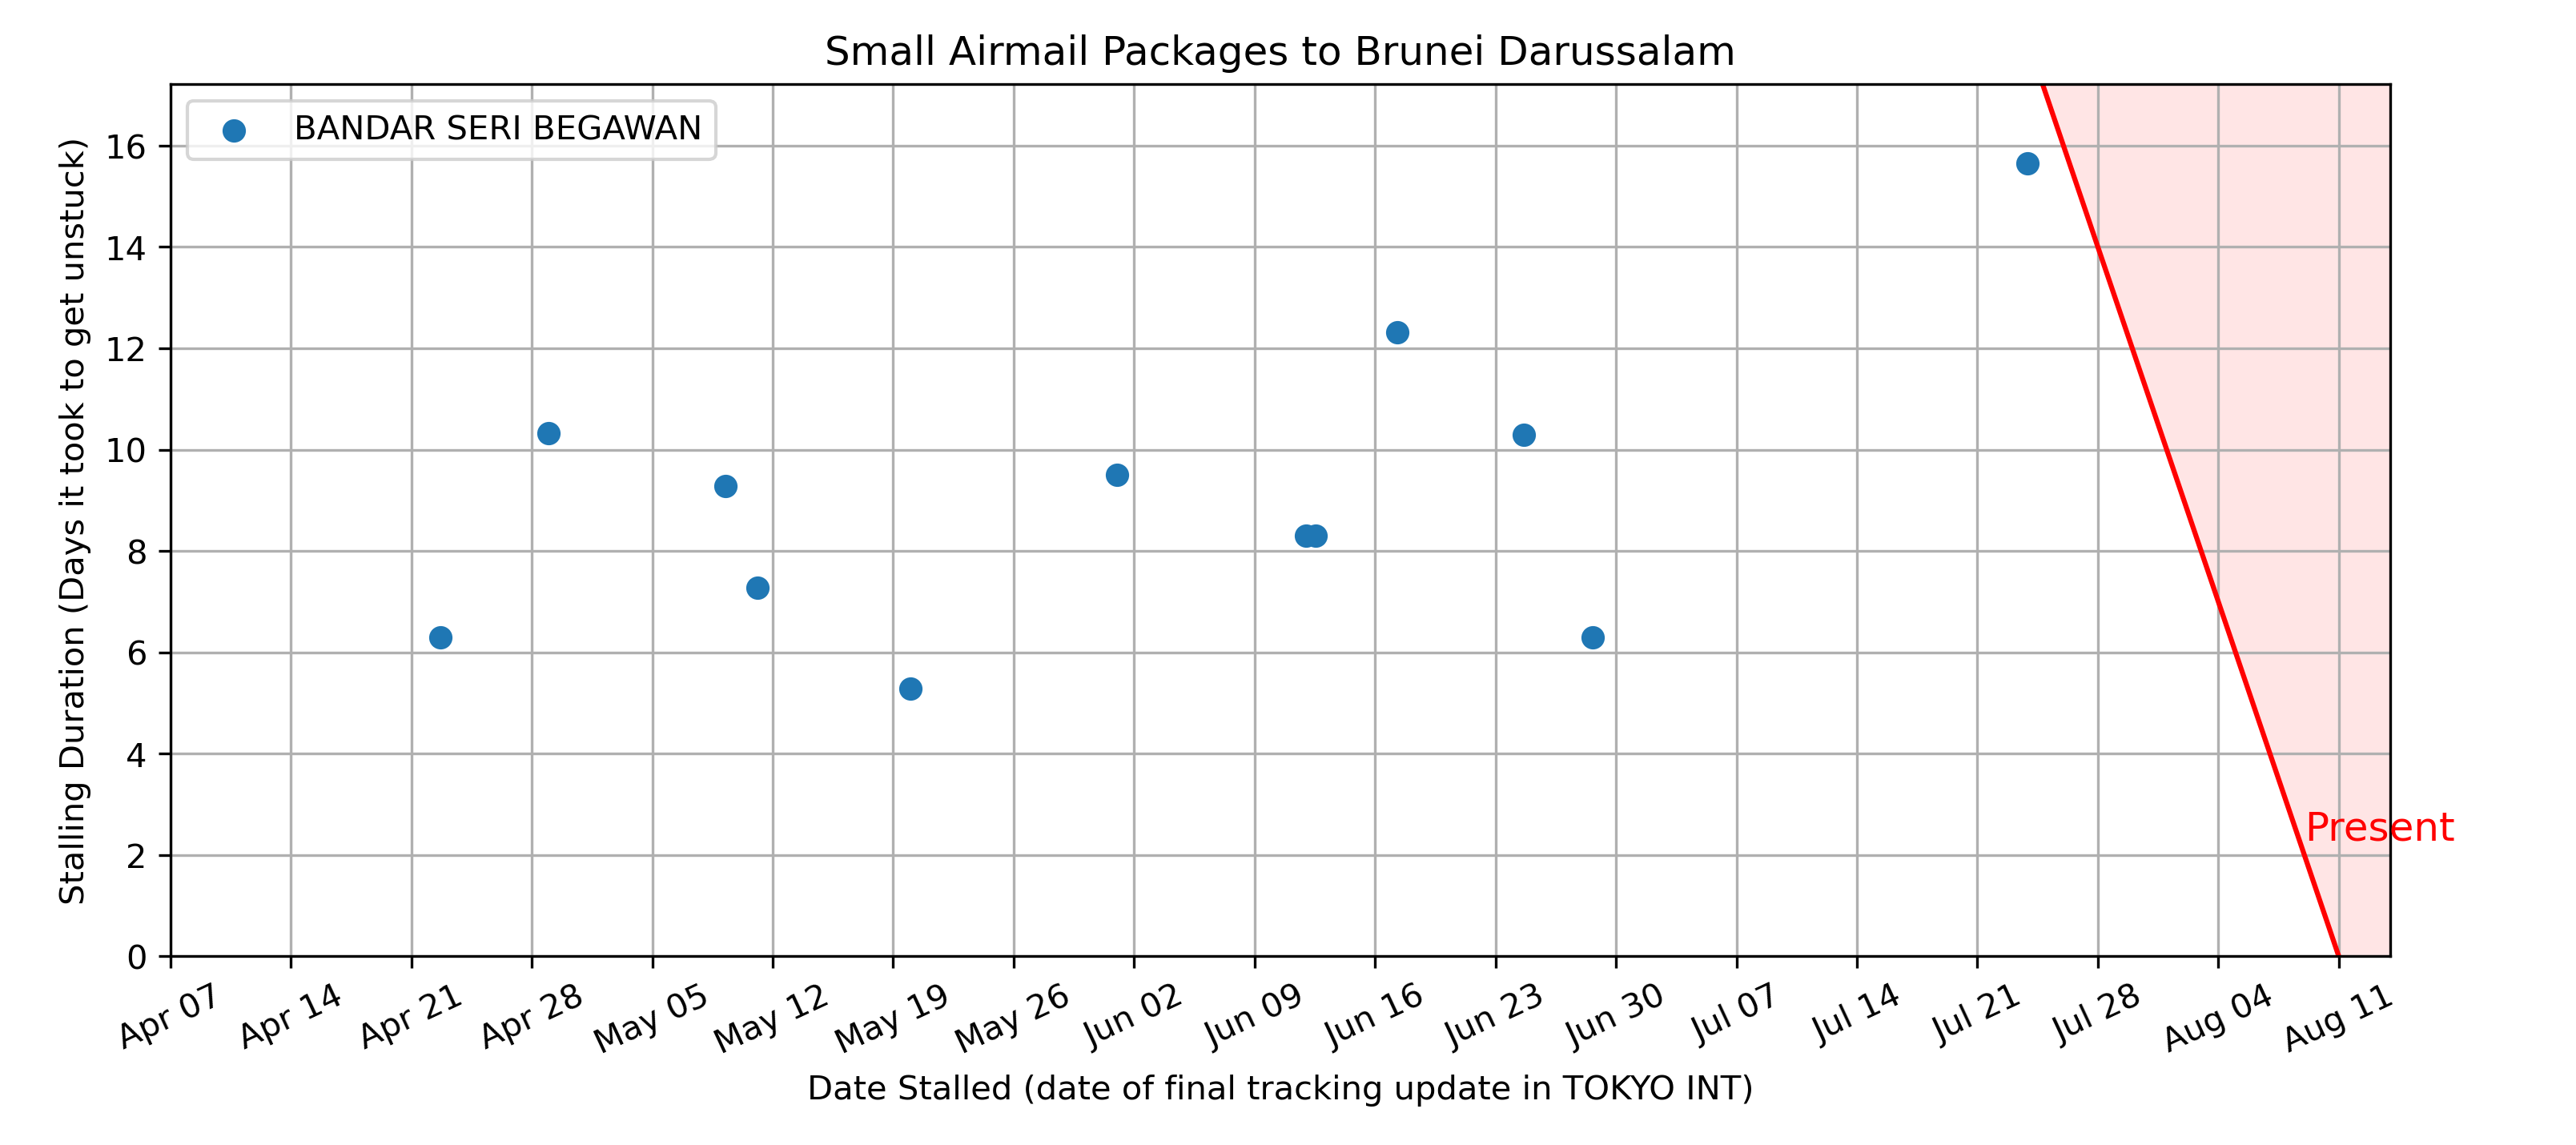 Small Airmail Packages to Brunei Darussalam
BANDAR SERI BEGAWAN
Stalling Duration (Days it took to get unstuck)
16
14
12
10
8
6
4
2
0
Present
Apr 07
Apr 14
Apr 21
Apr 28
May 05
May 12
May 19
May 26
Jun 02
Jun 09
Jun 16
Jun 23
Jun 30
Jul 07
Jul 14
Jul 21
Jul 28
Aug 04
Aug 11
Date Stalled (date of final tracking update in TOKYO INT)